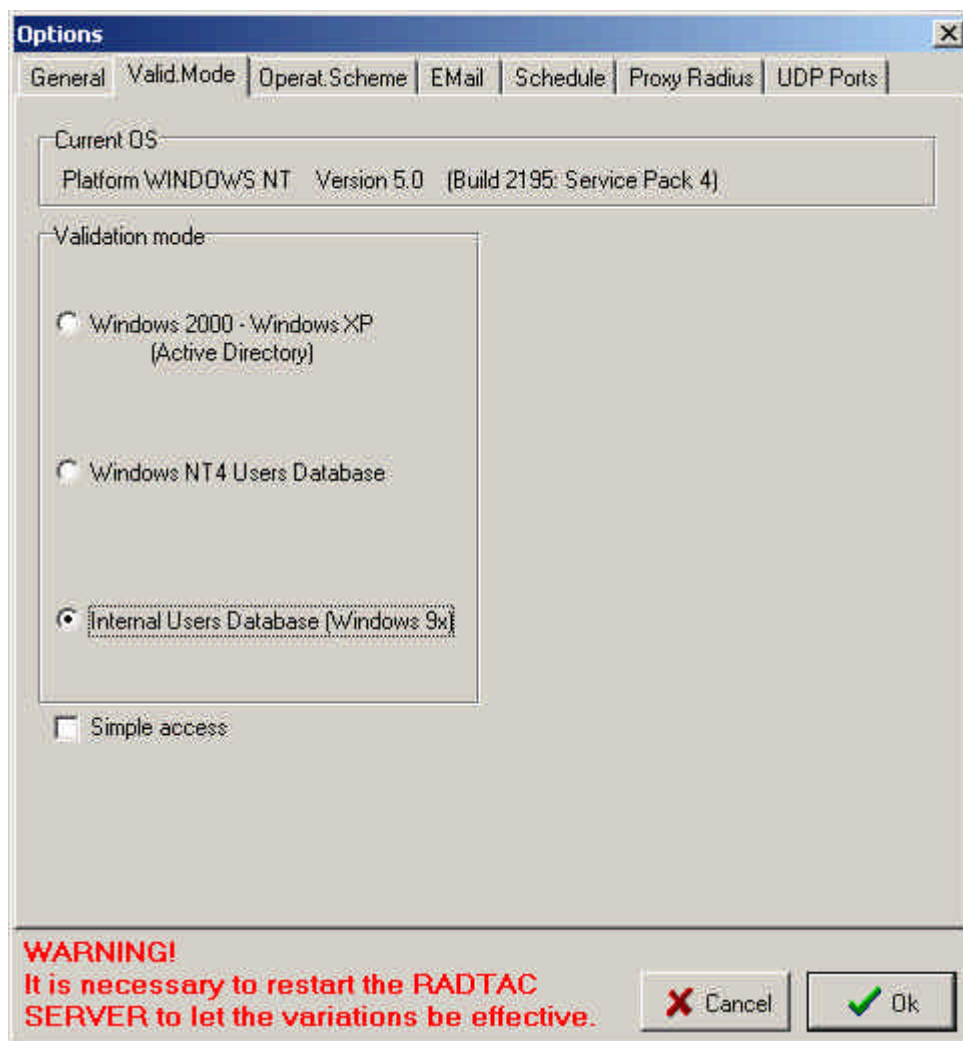 Options
General Valid.Mode Operat.Scheme EMail Schedule Proxy Radius UDP Ports
Current OS
Platform WINDOWS NT Version 5.0 (Build 2195: Service Pack 4)
Validation mode
Windows 2000 - Windows XP
(Active Directory)
Windows NT4 Users Database
Internal Users Database (Windows 9x)
Simple access
WARNING!
It is necessary to restart the RADTAC
SERVER to let the variations be effective.
Cancel Ok